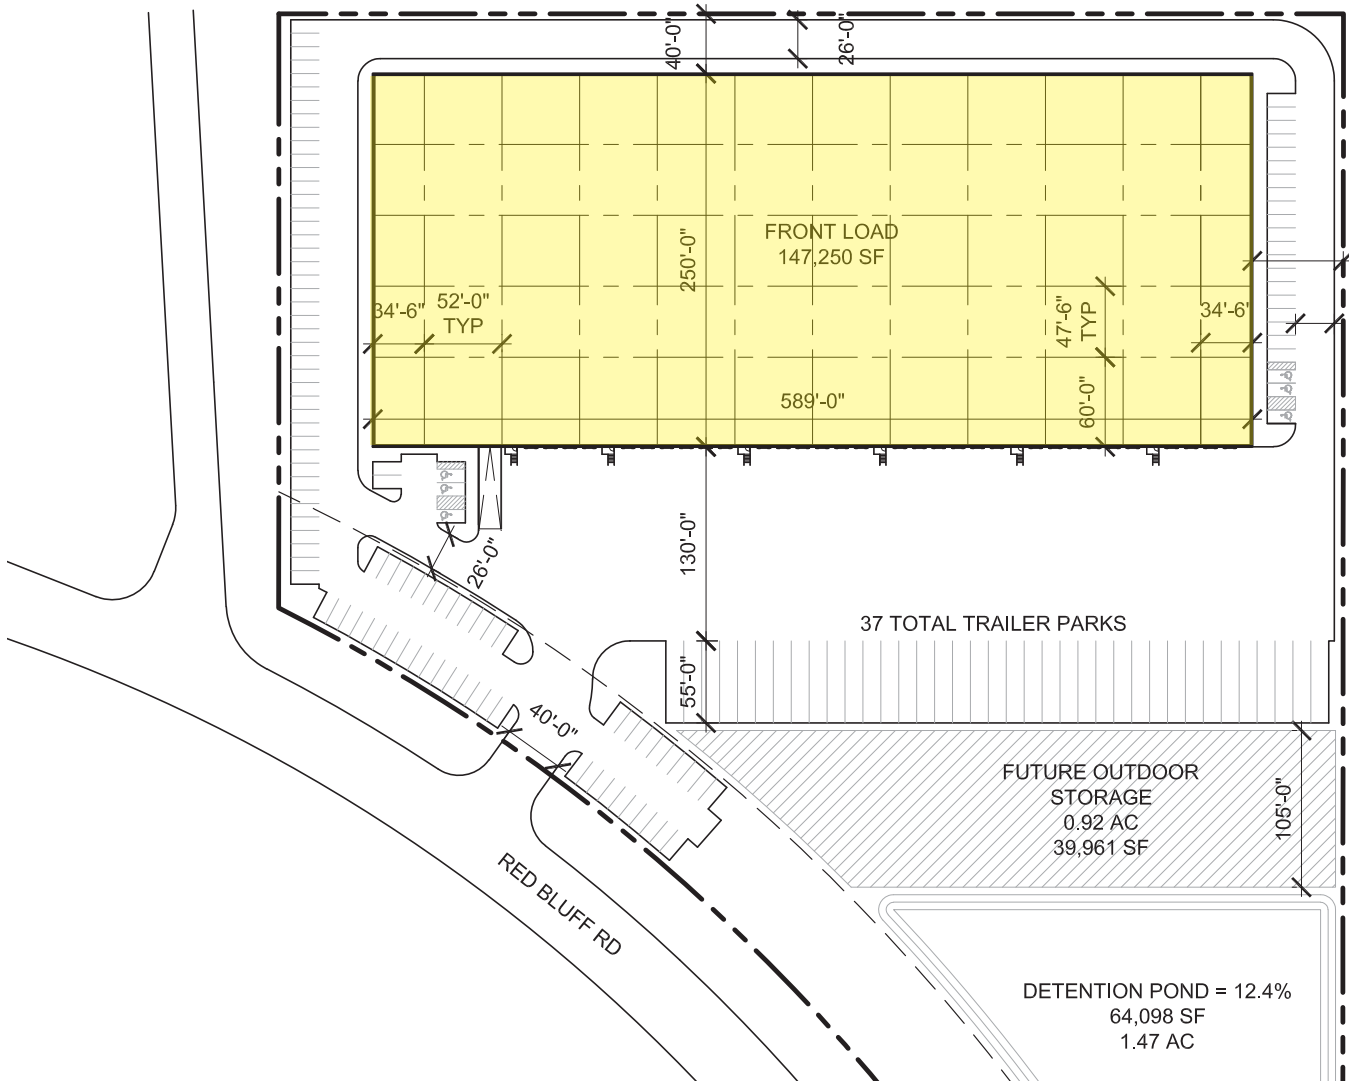 40'-0"
26'-0"
FRONT LOAD
147,250 SF
250'-0"
34'-6"
52'-0"
TYP
47'-6"
TYP
34'-6"
589'-0"
60'-0"
26'-0"
130'-0"
37 TOTAL TRAILER PARKS
55'-0"
40'-0"
FUTURE OUTDOOR
STORAGE
0.92 AC
39,961 SF
105'-0"
RED BLUFF RD
DETENTION POND = 12.4%
64,098 SF
1.47 AC